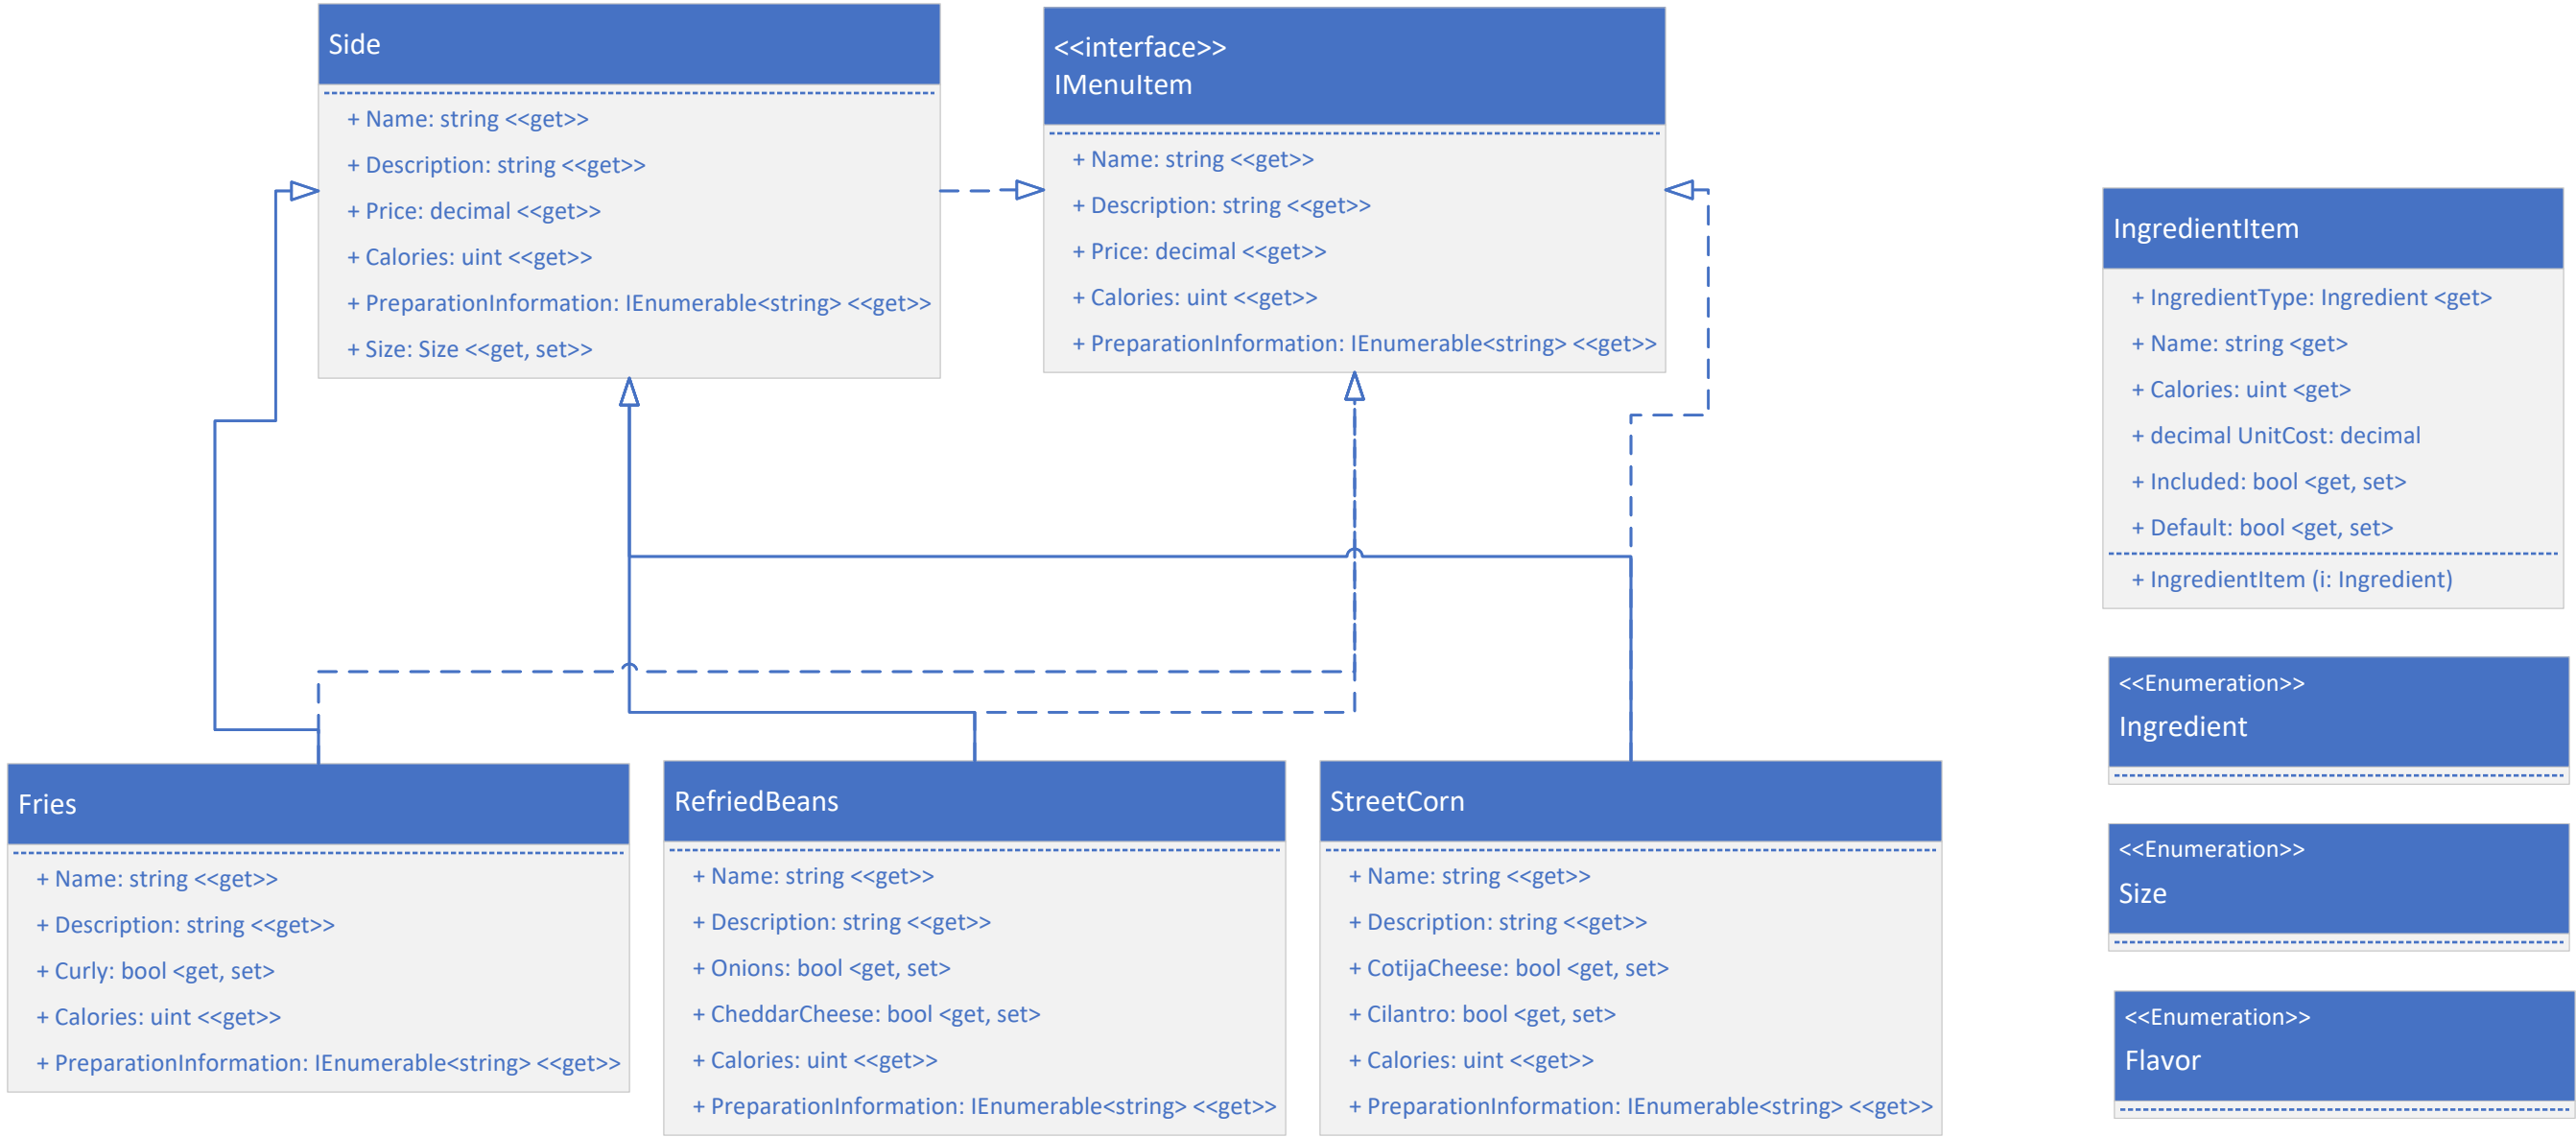 Side
+ Name: string <<get>>
+ Description: string <<get>>
+ Price: decimal <<get>>
+ Calories: uint <<get>>
+ PreparationInformation: IEnumerable<string> <<get>>
+ Size: Size <<get, set>>
<<interface>>
IMenuItem
+ Name: string <<get>>
+ Description: string <<get>>
+ Price: decimal <<get>>
+ Calories: uint <<get>>
+ PreparationInformation: IEnumerable<string> <<get>>
IngredientItem
+ IngredientType: Ingredient <get>
+ Name: string <get>
+ Calories: uint <get>
+ decimal UnitCost: decimal
+ Included: bool <get, set>
+ Default: bool <get, set>
+ IngredientItem (i: Ingredient)
<<Enumeration>>
Ingredient
<<Enumeration>>
Size
<<Enumeration>>
Flavor
Fries
+ Name: string <<get>>
+ Description: string <<get>>
+ Curly: bool <get, set>
+ Calories: uint <<get>>
+ PreparationInformation: IEnumerable<string> <<get>>
RefriedBeans
+ Name: string <<get>>
+ Description: string <<get>>
+ Onions: bool <get, set>
+ CheddarCheese: bool <get, set>
+ Calories: uint <<get>>
+ PreparationInformation: IEnumerable<string> <<get>>
StreetCorn
+ Name: string <<get>>
+ Description: string <<get>>
+ CotijaCheese: bool <get, set>
+ Cilantro: bool <get, set>
+ Calories: uint <<get>>
+ PreparationInformation: IEnumerable<string> <<get>>